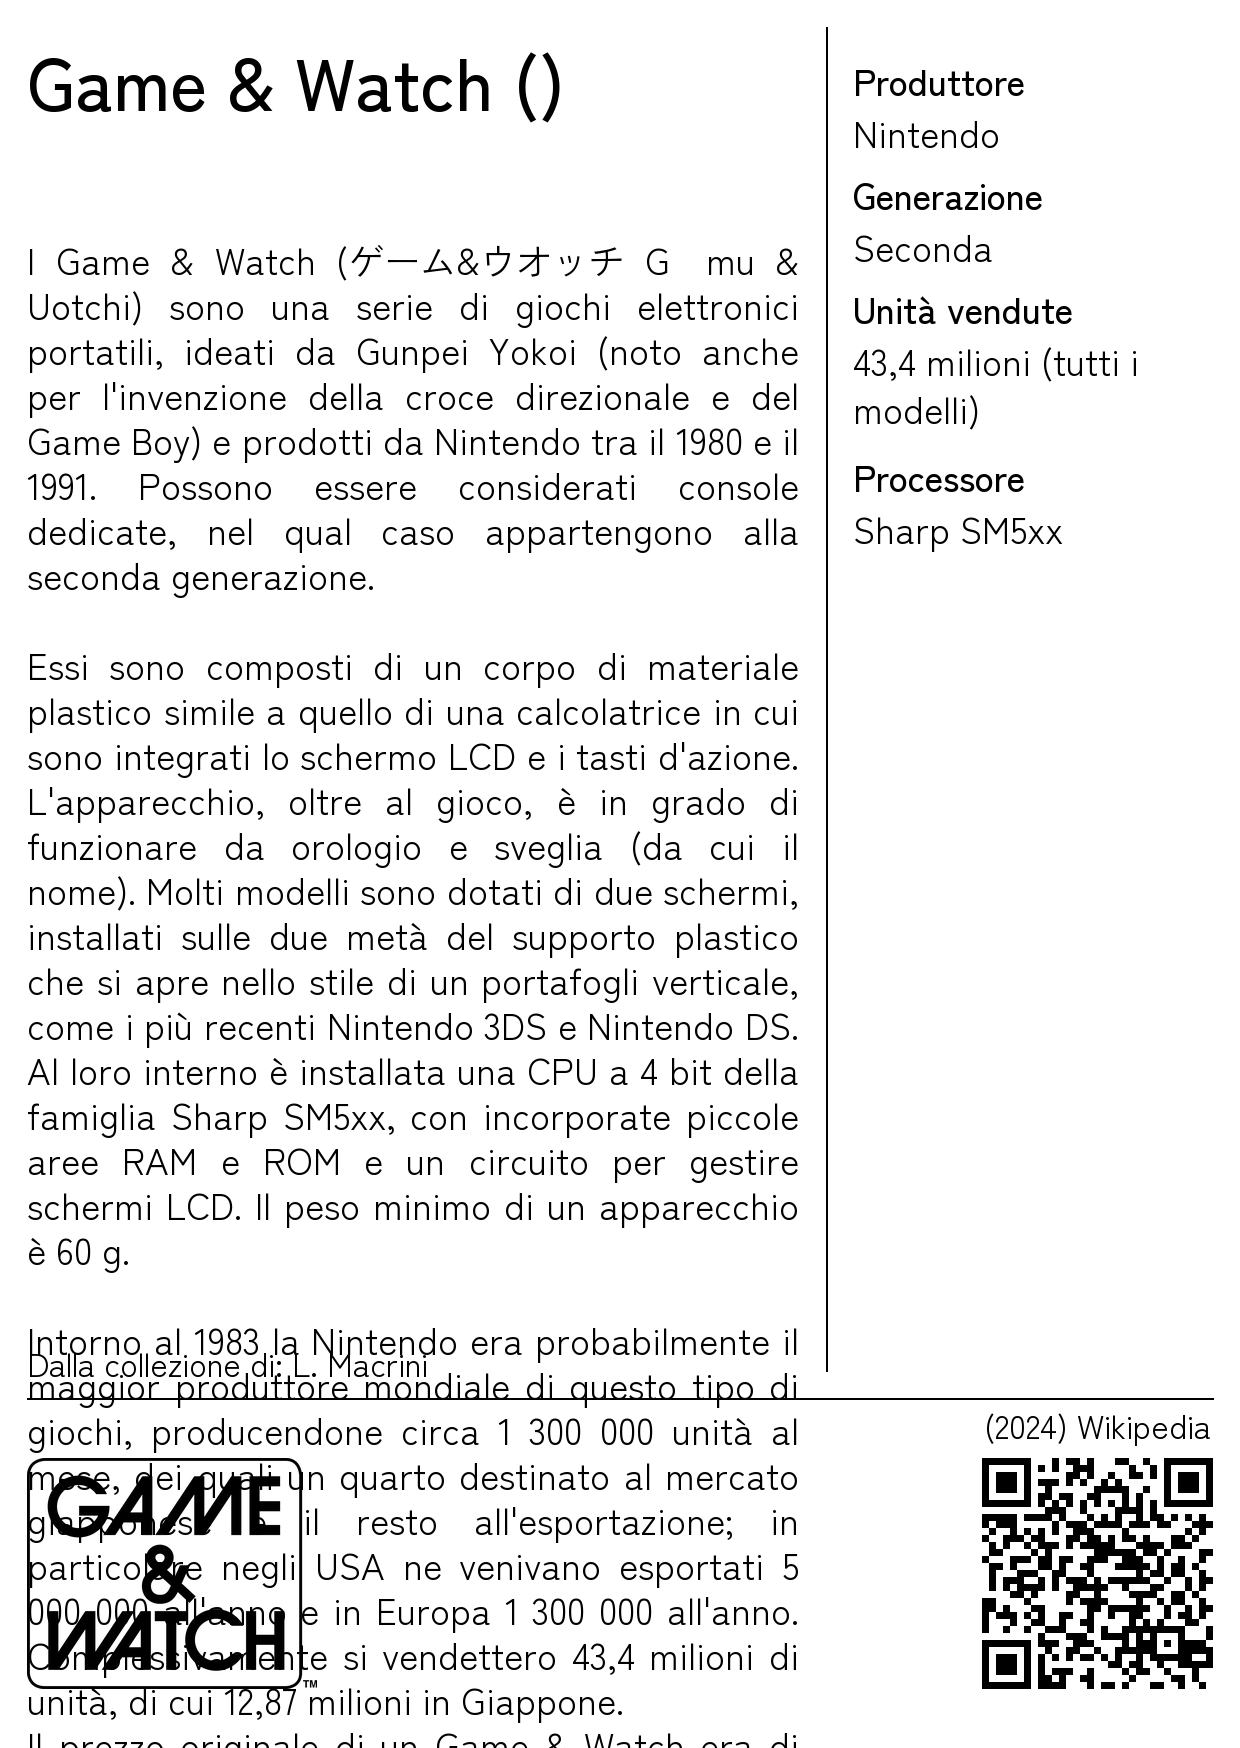 Game & Watch ()
I Game & Watch (ゲーム&ウオッチ G mu &
Uotchi) sono una serie di giochi elettronici
portatili, ideati da Gunpei Yokoi (noto anche
per l'invenzione della croce direzionale e del
Game Boy) e prodotti da Nintendo tra il 1980 e il
1991. Possono essere considerati console
dedicate, nel qual caso appartengono alla
seconda generazione.
Essi sono composti di un corpo di materiale
plastico simile a quello di una calcolatrice in cui
sono integrati lo schermo LCD e i tasti d'azione.
L'apparecchio, oltre al gioco, è in grado di
funzionare da orologio e sveglia (da cui il
nome). Molti modelli sono dotati di due schermi,
installati sulle due metà del supporto plastico
che si apre nello stile di un portafogli verticale,
come i più recenti Nintendo 3DS e Nintendo DS.
Al loro interno è installata una CPU a 4 bit della
famiglia Sharp SM5xx, con incorporate piccole
aree RAM e ROM e un circuito per gestire
schermi LCD. Il peso minimo di un apparecchio
è 60 g.
Intorno al 1983 la Nintendo era probabilmente il
maggior produttore mondiale di questo tipo di
giochi, producendone circa 1 300 000 unità al
mese, dei quali un quarto destinato al mercato
giapponese e il resto all'esportazione; in
particolare negli USA ne venivano esportati 5
000 000 all'anno e in Europa 1 300 000 all'anno.
Complessivamente si vendettero 43,4 milioni di
unità, di cui 12,87 milioni in Giappone.
Il prezzo originale di un Game & Watch era di
Produttore
Nintendo
Generazione
Seconda
Unità vendute
43,4 milioni (tutti i
modelli)
Processore
Sharp SM5xx
Dalla collezione di: L. Macrini
GAME
&
WATCH
™
(2024) Wikipedia